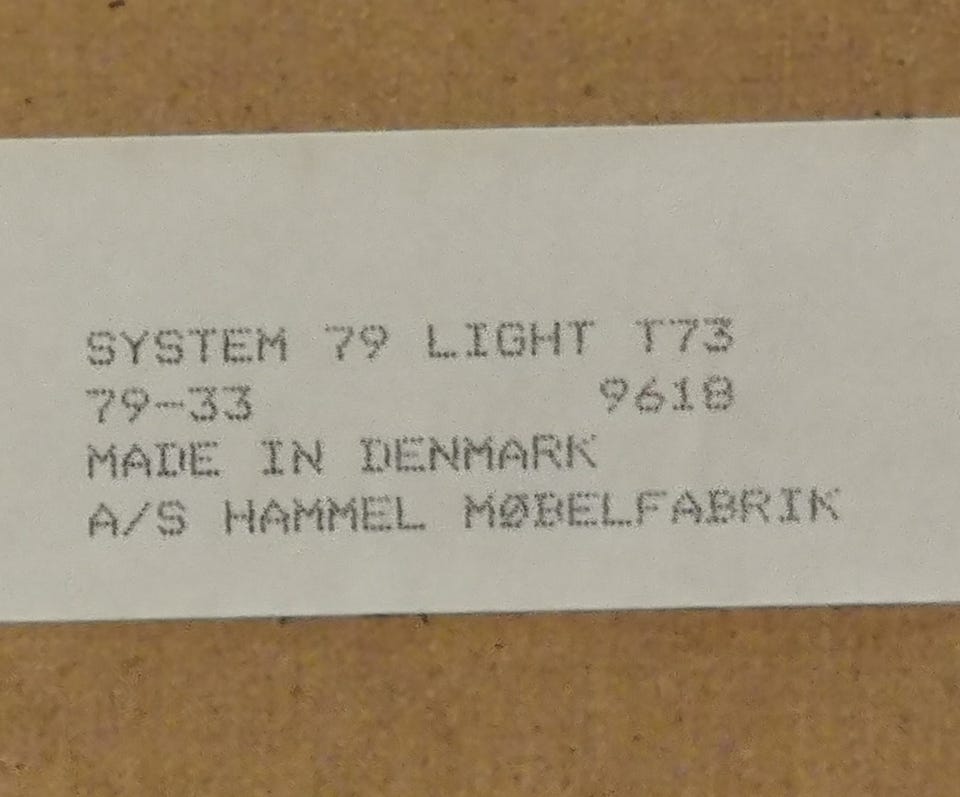 SYSTEM 79 LIGHT T73
79-33 9618
MADE IN DENMARK
A/S HAMMEL MØBELFABRIK